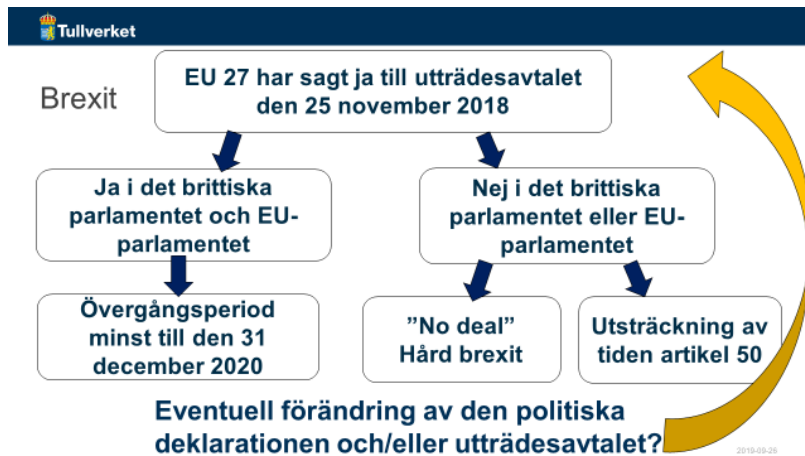 Tullverket
Brexit
EU 27 har sagt ja till utträdesavtalet
den 25 november 2018
Ja i det brittiska
parlamentet och EU-
parlamentet
Nej i det brittiska
parlamentet eller EU-
parlamentet
Övergångsperiod
minst till den 31
december 2020
”No deal”
Hård brexit
Utsträckning av
tiden artikel 50
Eventuell förändring av den politiska
deklarationen och/eller utträdesavtalet?
2019-09-26